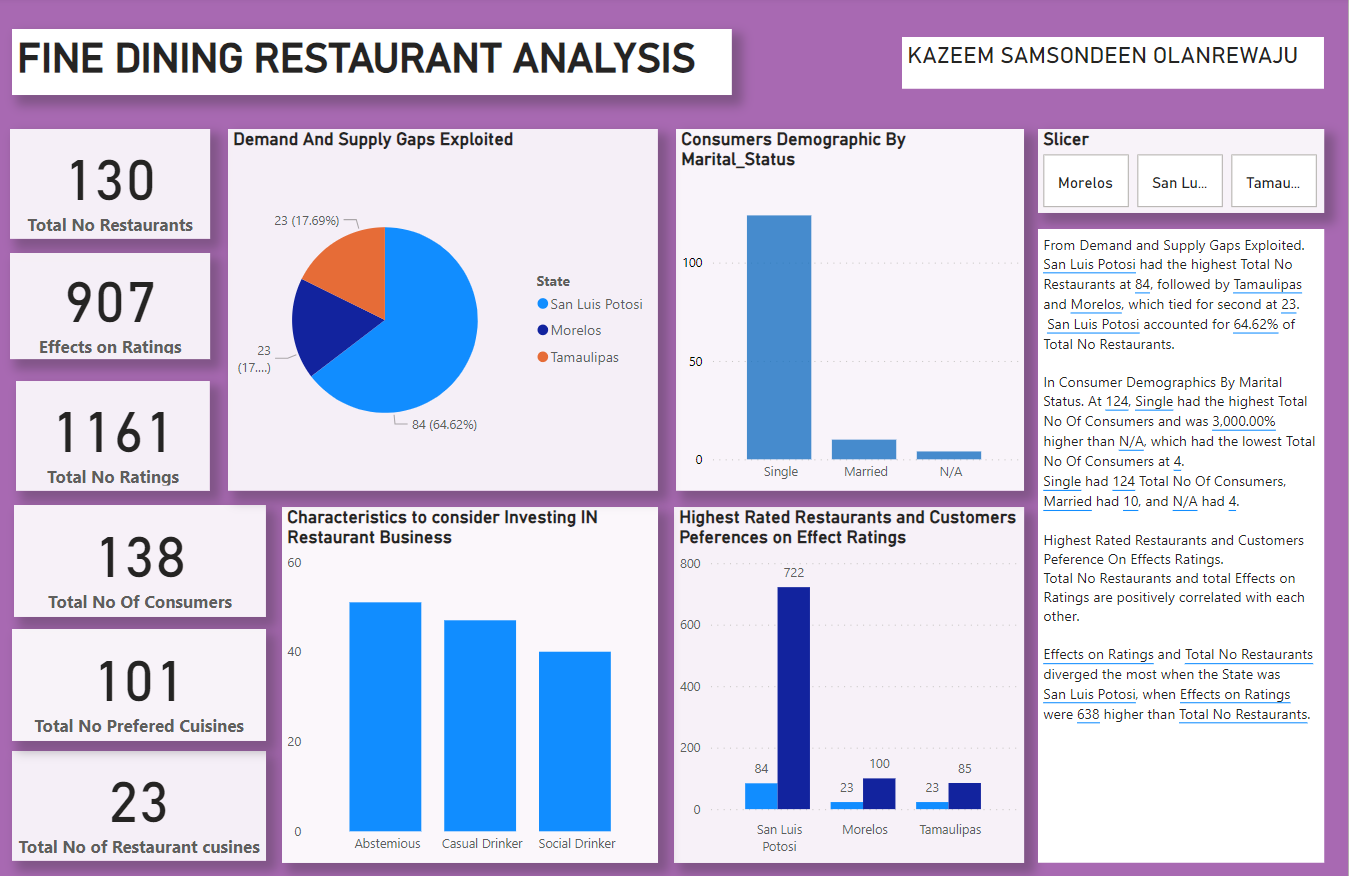 FINE DINING RESTAURANT ANALYSIS
KAZEEM SAMSONDEEN OLANREWAJU
130
Total No Restaurants
907
Effects on Ratings
1161
Total No Ratings
138
Total No Of Consumers
101
Total No Prefered Cuisines
23
Total No of Restaurant cusines
Demand And Supply Gaps Exploited
23 (17.69%)
23
(17....)
84 (64.62%)
State
San Luis Potosi
Morelos
Tamaulipas
Consumers Demographic By
Marital_Status
100
50
0
Single
Married
N/A
Slicer
Morelos
San Lu...
Tamau...
Characteristics to consider Investing IN
Restaurant Business
60
40
20
0
Abstemious
Casual Drinker
Social Drinker
Highest Rated Restaurants and Customers
Peferences on Effect Ratings
800
600
400
200
0
84
722
23
100
23
85
San Luis
Potosi
Morelos
Tamaulipas
From Demand and Supply Gaps Exploited.
San Luis Potosi had the highest Total No
Restaurants at 84, followed by Tamaulipas
and Morelos, which tied for second at 23.
San Luis Potosi accounted for 64.62% of
Total No Restaurants.
In Consumer Demographics By Marital
Status. At 124, Single had the highest Total
No Of Consumers and was 3,000.00%
higher than N/A, which had the lowest Total
No Of Consumers at 4.
Single had 124 Total No Of Consumers,
Married had 10, and N/A had 4.
Highest Rated Restaurants and Customers
Peference On Effects Ratings.
Total No Restaurants and total Effects on
Ratings are positively correlated with each
other.
Effects on Ratings and Total No Restaurants
diverged the most when the State was
San Luis Potosi, when Effects on Ratings
were 638 higher than Total No Restaurants.